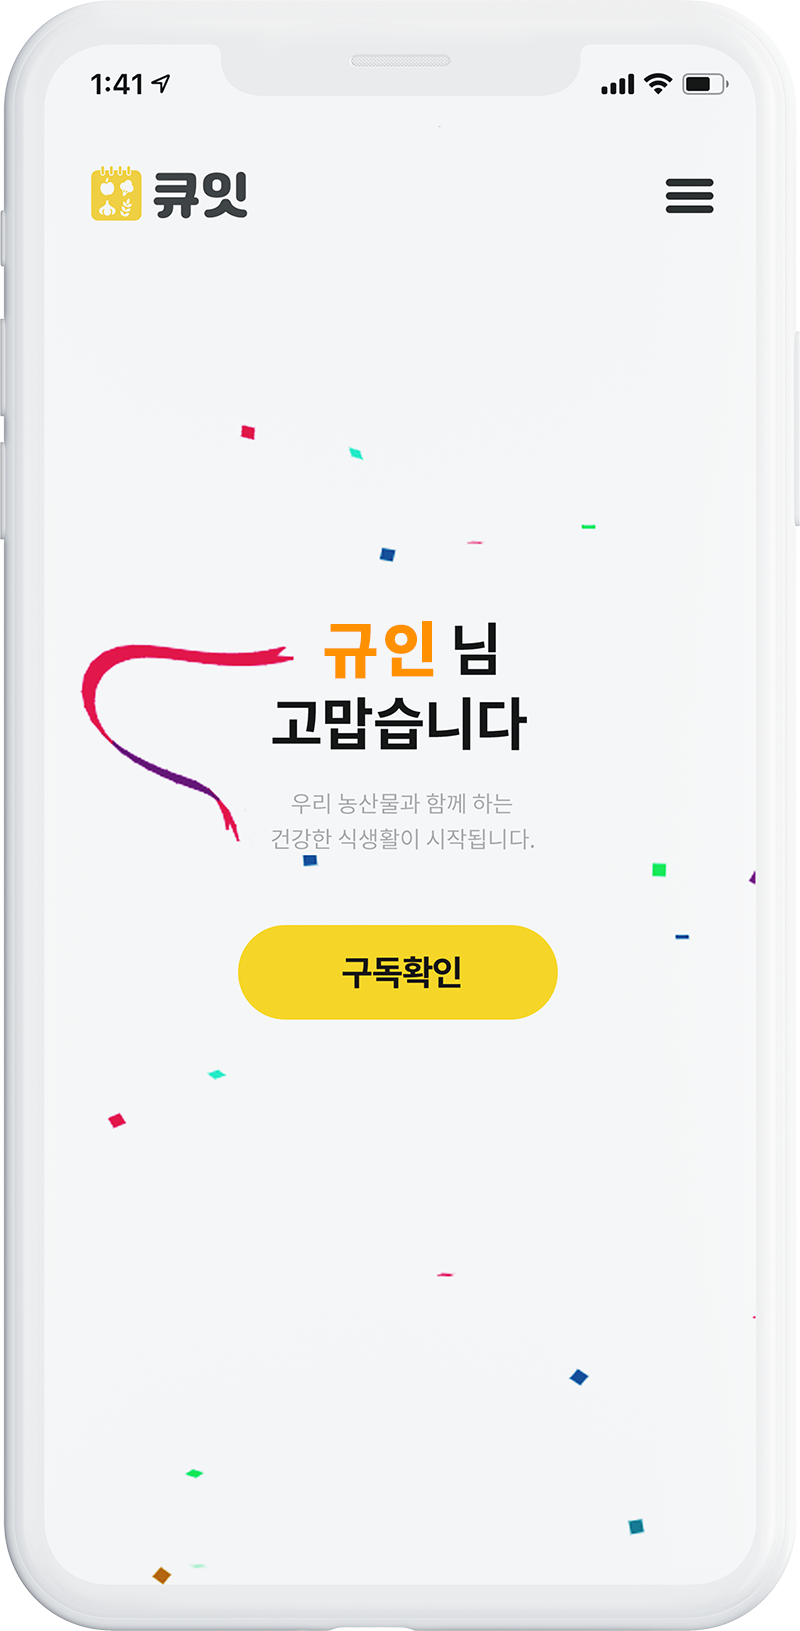 1:41
큐잇
규인 님
고맙습니다
우리 농산물과 함께 하는
건강한 식생활이 시작됩니다.
구독확인